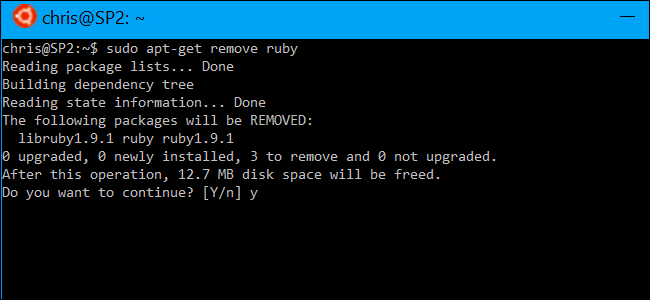 chris@SP2: ~
chris@SP2:~$ sudo apt-get remove ruby
Reading package lists... Done
Building dependency tree
Reading state information... Done
The following packages will be REMOVED:
  libruby1.9.1 ruby ruby1.9.1
0 upgraded, 0 newly installed, 3 to remove and 0 not upgraded.
After this operation, 12.7 MB disk space will be freed.
Do you want to continue? [Y/n] y